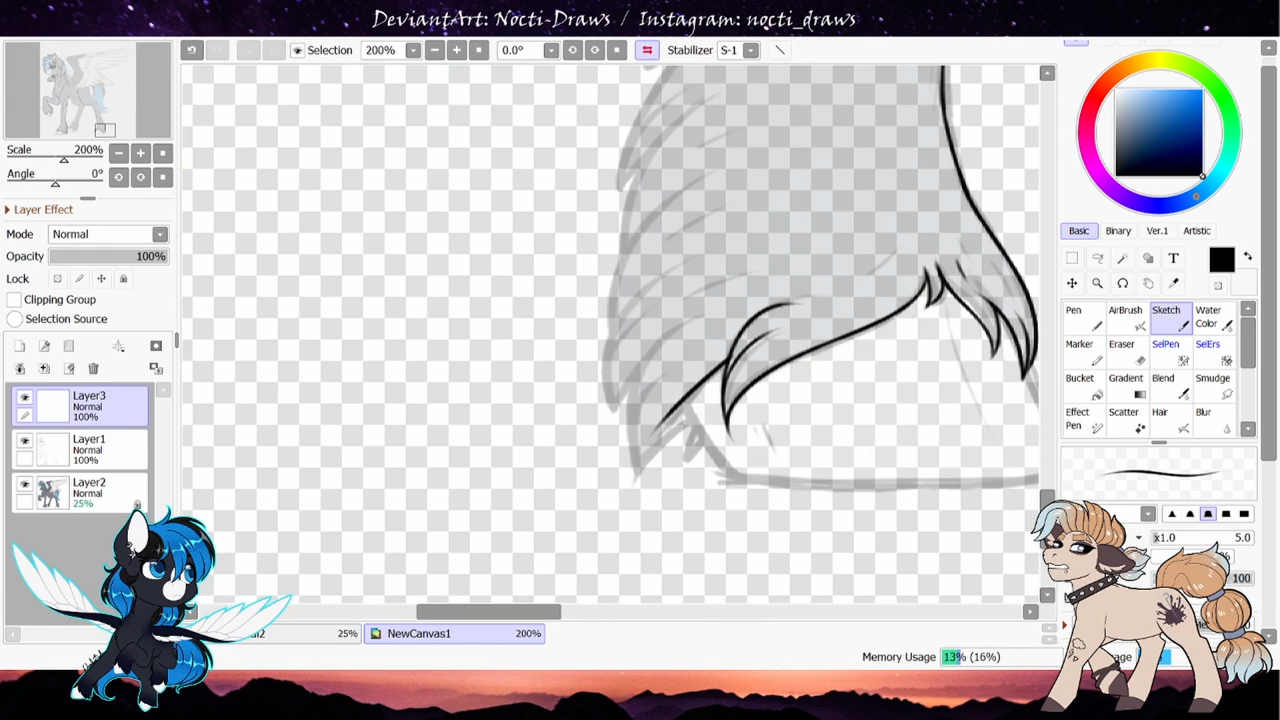 DeviantArt: Nocti-Draws / Instagram: nocti_draws
Selection 200% 0.0° Stabilizer S-1
Scale 200%
Angle 0°
Layer Effect
Mode Normal
Opacity 100%
Lock
Clipping Group
Selection Source
Layer3
Normal
100%
Layer1
Normal
100%
Layer2
Normal
25%
Basic Binary Ver.1 Artistic
T
Pen AirBrush Sketch Water Color
Marker Eraser SelPen SelErs
Bucket Gradient Blend Smudge
Effect Pen Scatter Hair Blur
x1.0 5.0
%
100
25% NewCanvas1 200%
Memory Usage 13% (16%)